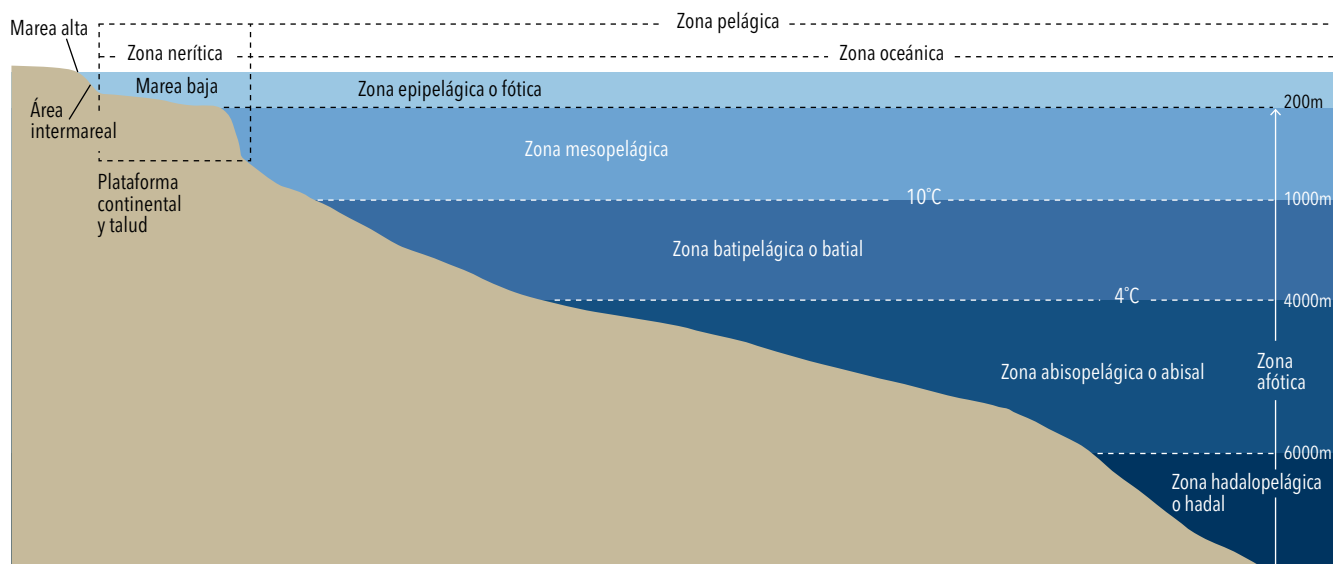 Zona pelágica
Marea alta
Zona nerítica
Zona oceánica
Marea baja
Zona epipelágica o fótica
200m
Área
intermareal
Zona mesopelágica
Plataforma
continental
y talud
10°C
1000m
Zona batipelágica o batial
4°C
4000m
Zona abisopelágica o abisal
Zona
afótica
6000m
Zona hadalopelágica
o hadal